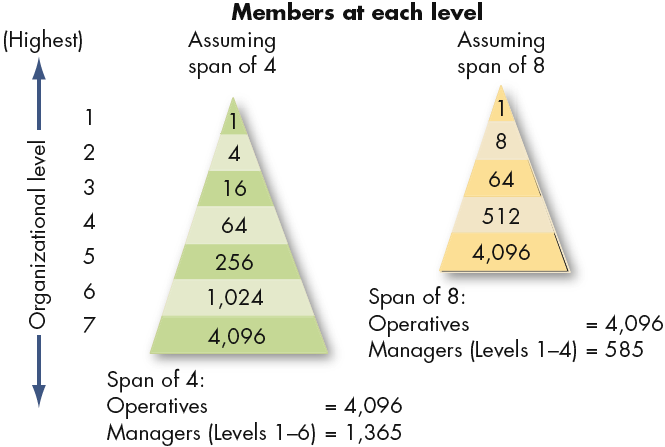 Members at each level
(Highest)
Assuming
span of 4
Assuming
span of 8
Organizational level
1
2
3
4
5
6
7
1
4
16
64
256
1,024
4,096
1
8
64
512
4,096
Span of 8:
Operatives = 4,096
Managers (Levels 1–4) = 585
Span of 4:
Operatives = 4,096
Managers (Levels 1–6) = 1,365